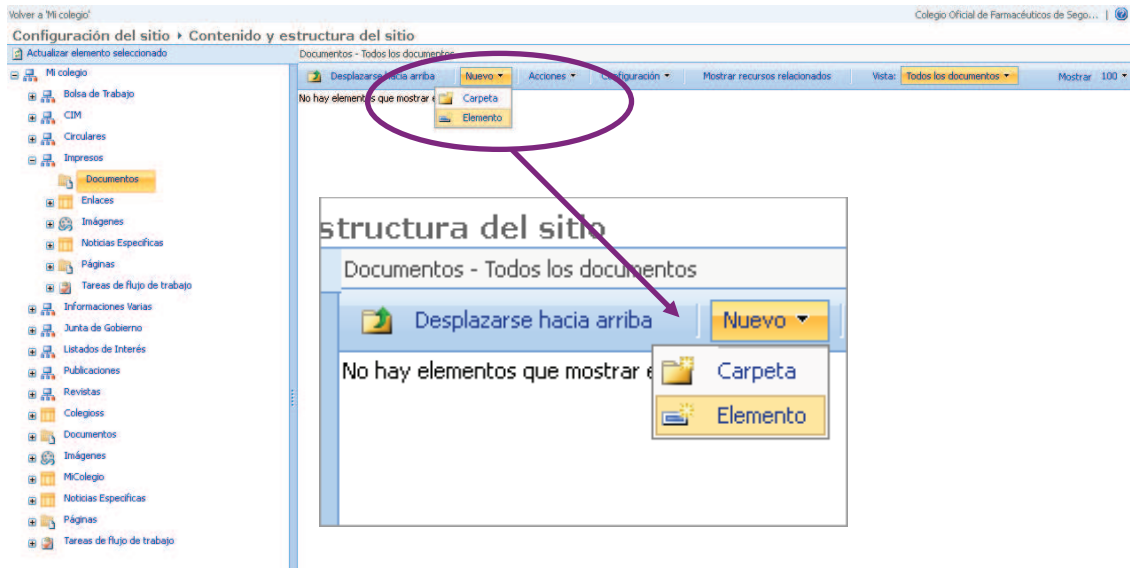 Volver a 'Mi colegio'
Colegio Oficial de Farmacéuticos de Sego... |
Configuración del sitio Contenido y estructura del sitio
Actualizar elemento seleccionado
Documentos - Todos los documentos
Desplazarse hacia arriba Nuevo Acciones Configuración Mostrar recursos relacionados Vista: Todos los documentos Mostrar 100
No hay elementos que mostrar e
Carpeta
Elemento
Mi colegio
Bolsa de Trabajo
CIM
Circulares
Impresos
Documentos
Enlaces
Imágenes
Noticias Específicas
Páginas
Tareas de flujo de trabajo
Informaciones Varias
Junta de Gobierno
Listados de Interés
Publicaciones
Revistas
Colegioss
Documentos
Imágenes
MiColegio
Noticias Específicas
Páginas
Tareas de flujo de trabajo
structura del sitio
Documentos - Todos los documentos
Desplazarse hacia arriba Nuevo
No hay elementos que mostrar e
Carpeta
Elemento